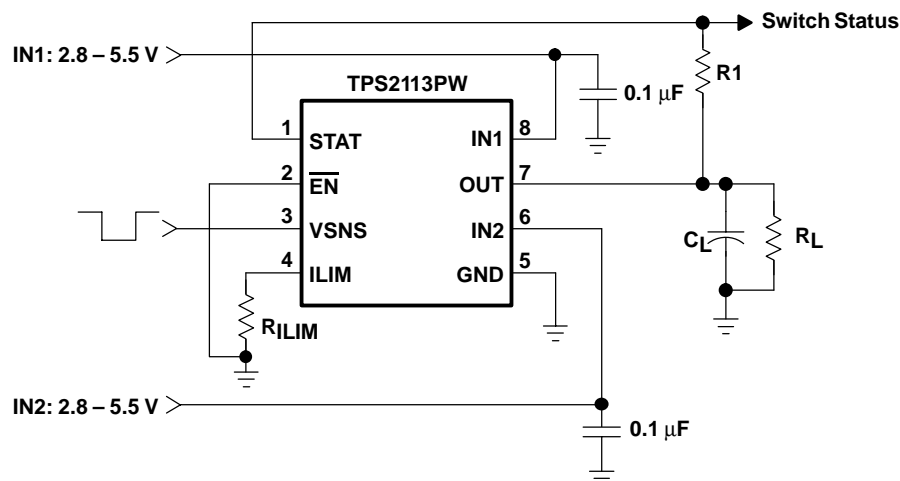 Switch Status
IN1: 2.8 – 5.5 V
R1
TPS2113PW
0.1 μF
1
STAT
IN1
8
2
EN
OUT
7
3
VSNS
IN2
6
4
ILIM
GND
5
CL
RL
RILIM
IN2: 2.8 – 5.5 V
0.1 μF